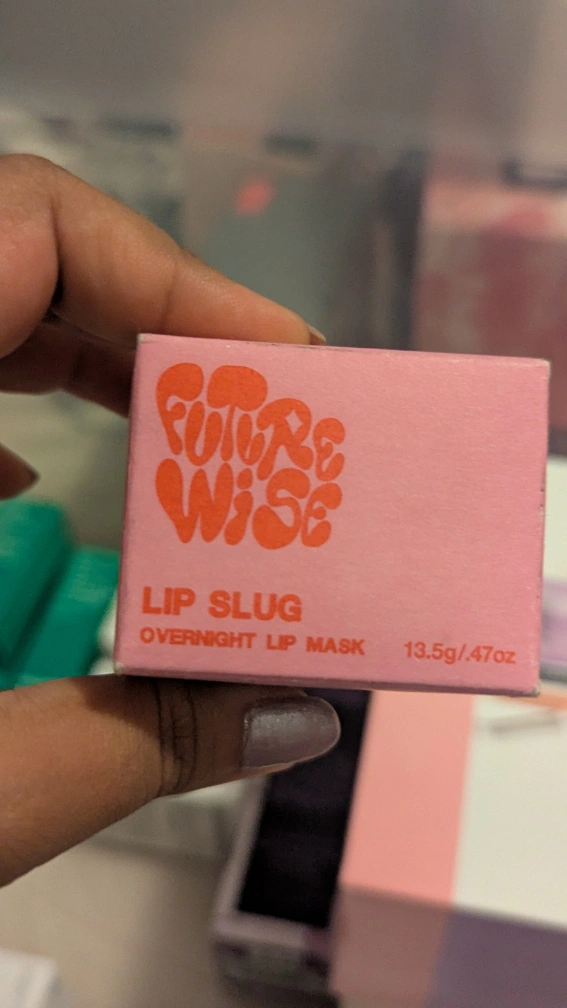 FUTURE
WiSE
LIP SLUG
OVERNIGHT LIP MASK 13.5g/.47oz